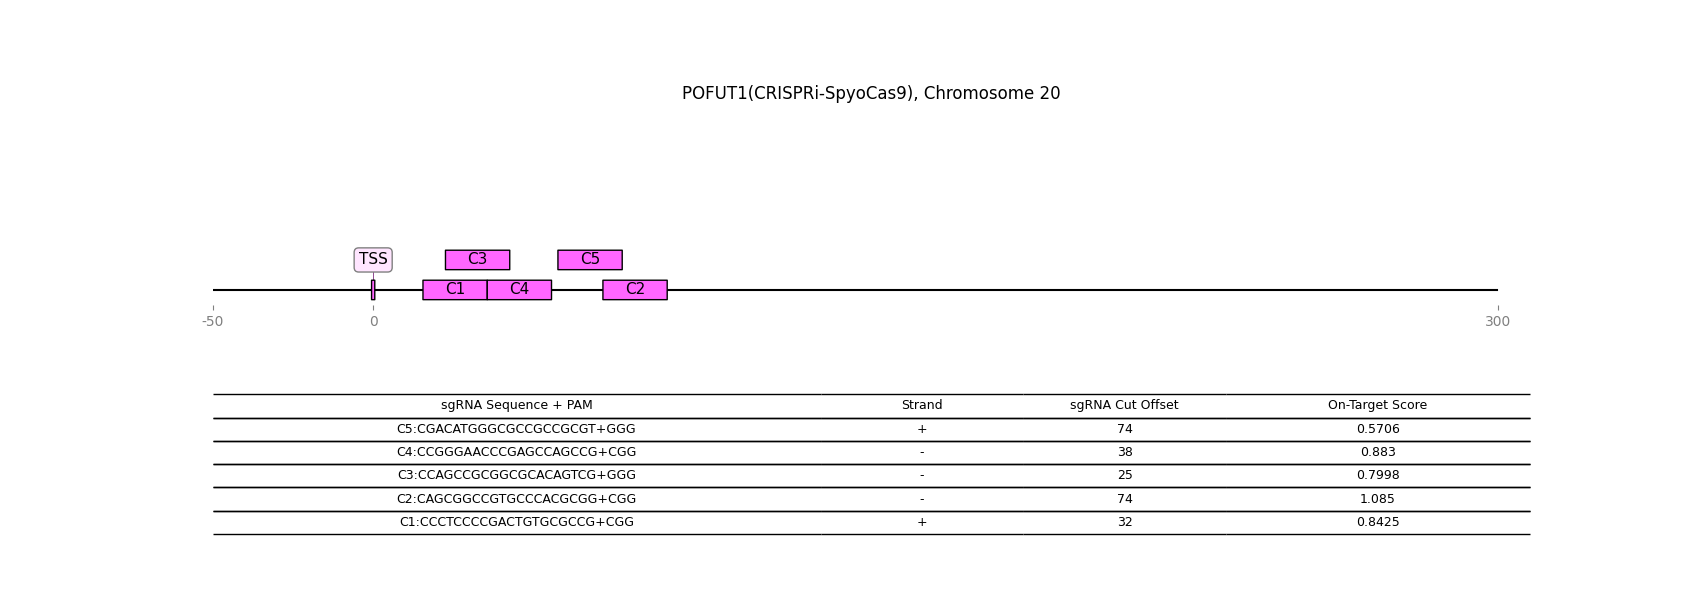 POFUT1(CRISPRi-SpyoCas9), Chromosome 20
TSS C3 C5
C1 C4 C2
-50 0 300
sgRNA Sequence + PAM Strand sgRNA Cut Offset On-Target Score
C5:CGACATGGGCGCCGCCGCGT+GGG + 74 0.5706
C4:CCGGGAACCCGAGCCAGCCG+CGG - 38 0.883
C3:CCAGCCGCGGCGCACAGTCG+GGG - 25 0.7998
C2:CAGCGGCCGTGCCCACGCGG+CGG - 74 1.085
C1:CCCTCCCCGACTGTGCGCCG+CGG + 32 0.8425